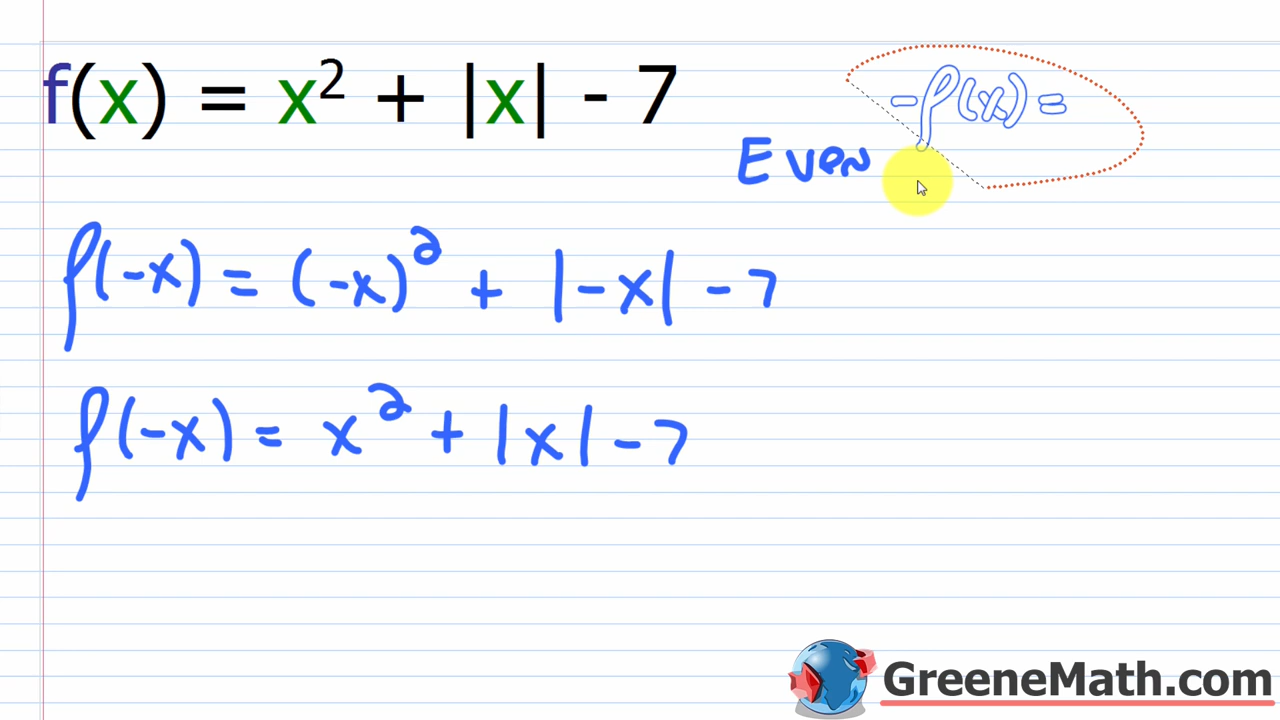 f(x) = x² + |x| - 7
-f(x) =
Even
f(-x) = (-x)² + |-x| - 7
f(-x) = x² + |x| - 7
GreeneMath.com